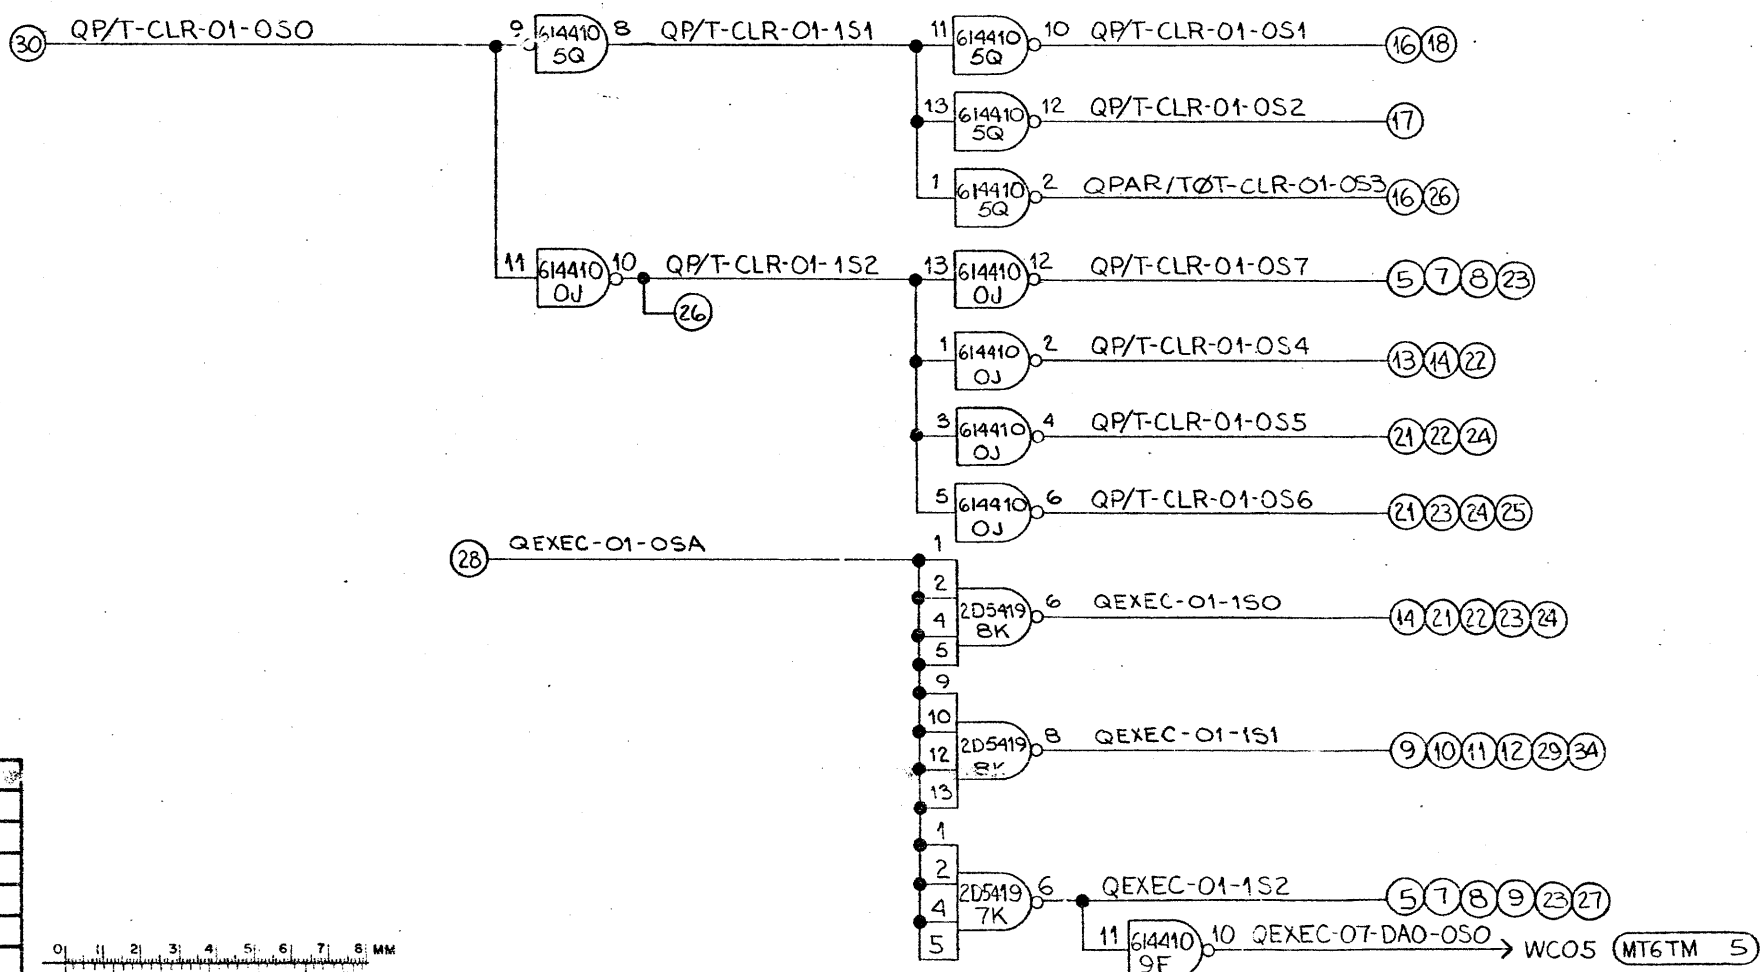 30 QP/T-CLR-01-0S0 9 614410 5Q 8 QP/T-CLR-01-1S1 11 614410 5Q 10 QP/T-CLR-01-0S1 16 18
13 614410 5Q 12 QP/T-CLR-01-0S2 17
1 614410 5Q 2 QPAR/TØT-CLR-01-0S3 16 26
11 614410 0J 10 QP/T-CLR-01-1S2 13 614410 0J 12 QP/T-CLR-01-0S7 5 7 8 23
26
1 614410 0J 2 QP/T-CLR-01-0S4 13 14 22
3 614410 0J 4 QP/T-CLR-01-0S5 21 22 24
5 614410 0J 6 QP/T-CLR-01-0S6 21 23 24 25
28 QEXEC-01-0SA
1 2 4 5 2D5419 8K 6 QEXEC-01-1S0 14 21 22 23 24
9 10 12 13 2D5419 8K 8 QEXEC-01-1S1 9 10 11 12 29 34
1 2 4 5 2D5419 7K 6 QEXEC-01-1S2 5 7 8 9 23 27
11 614410 9F 10 QEXEC-07-DA0-0S0 WC05 MT6TM 5
0 1 2 3 4 5 6 7 8 MM